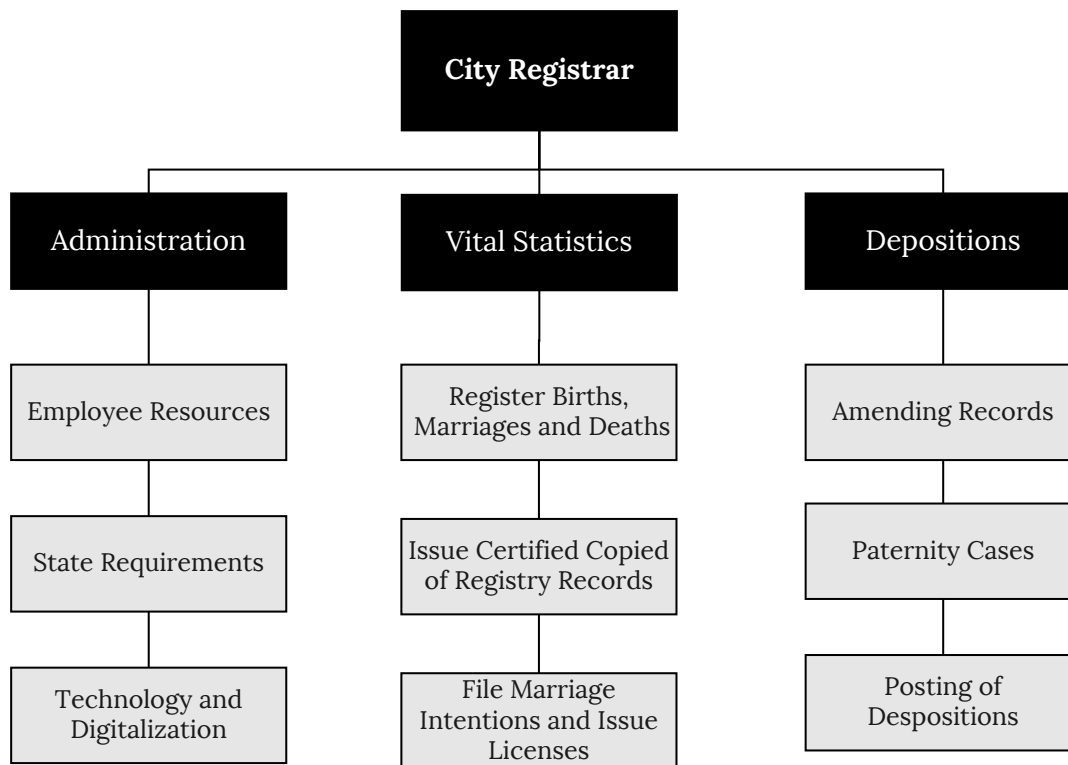 City Registrar
Administration
Vital Statistics
Depositions
Employee Resources
Register Births,
Marriages and Deaths
Amending Records
State Requirements
Issue Certified Copied
of Registry Records
Paternity Cases
Technology and
Digitalization
File Marriage
Intentions and Issue
Licenses
Posting of
Despositions